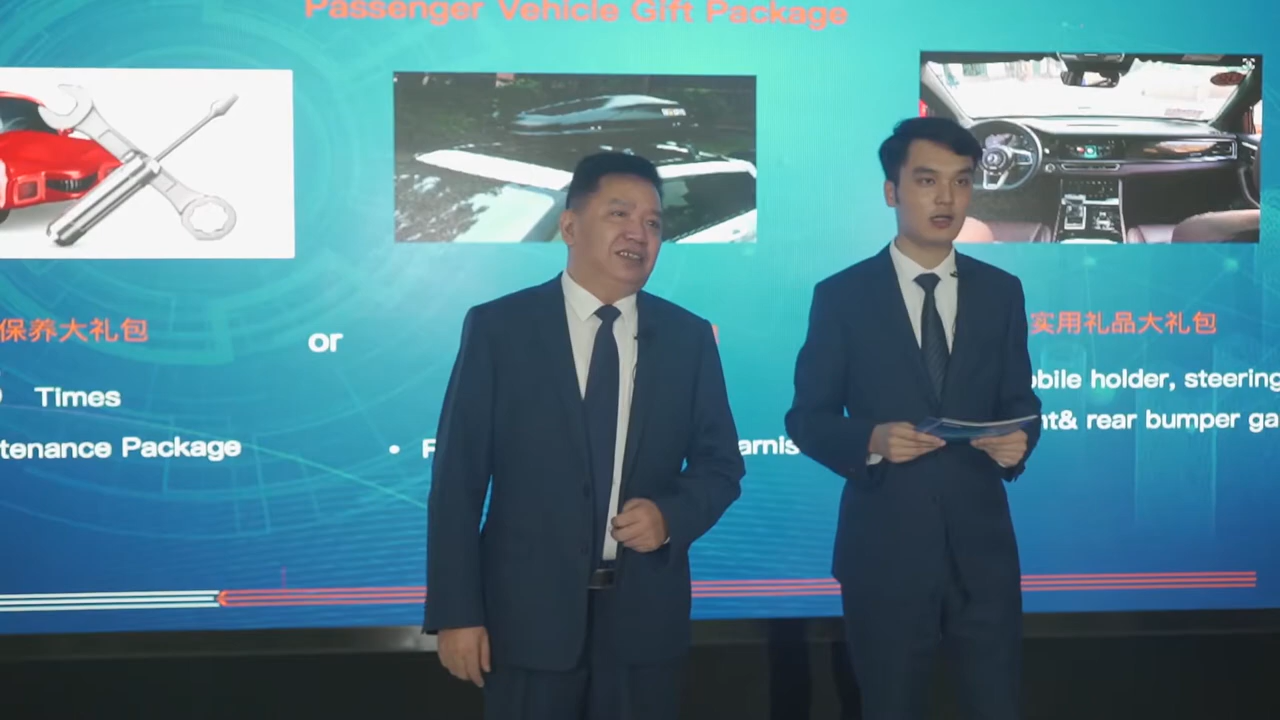 Passenger Vehicle Gift Package
保养大礼包
or
实用礼品大礼包
Times
tenance Package
obile holder, steering
nt& rear bumper ga
arnis